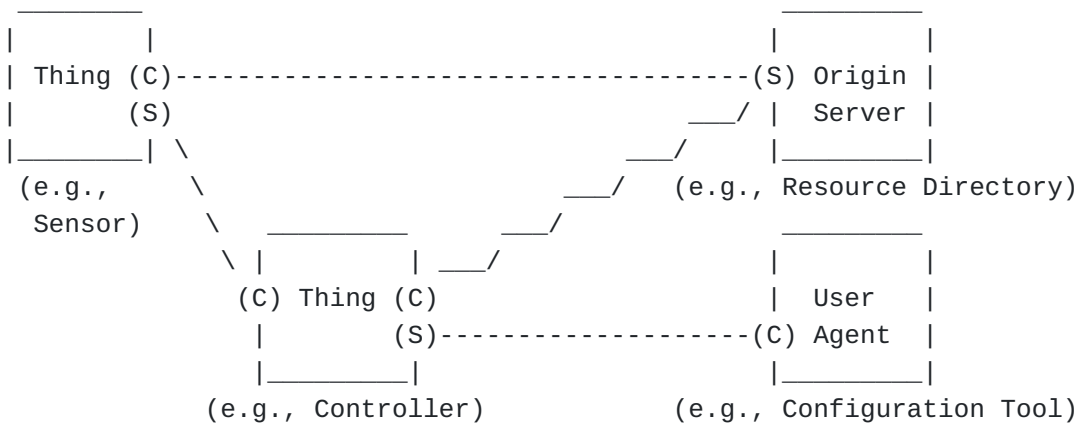 Thing (C) (S) Origin
(S) Server
(e.g., (e.g., Resource Directory)
Sensor)
(C) Thing (C) User
(S) (C) Agent
(e.g., Controller) (e.g., Configuration Tool)